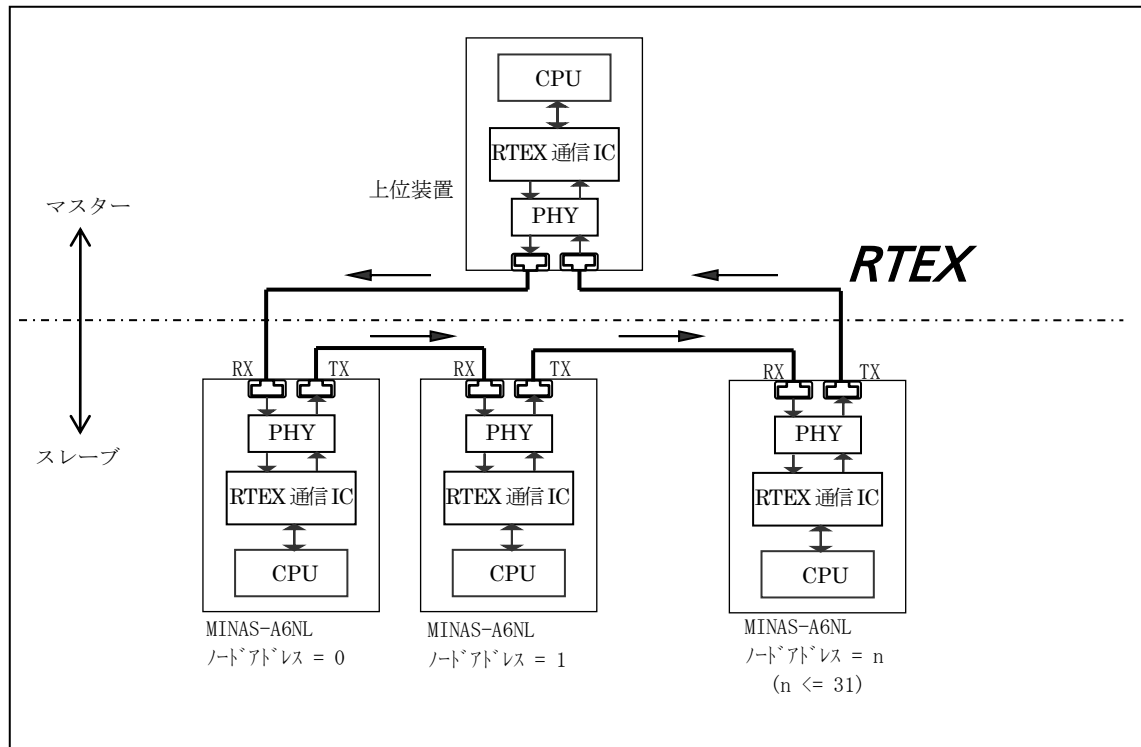 CPU
RTEX 通信 IC
上位装置
PHY
マスター
RTEX
スレーブ
RX
TX
PHY
RTEX 通信 IC
CPU
MINAS-A6NL
ノードアドレス = 0
RX
TX
PHY
RTEX 通信 IC
CPU
MINAS-A6NL
ノードアドレス = 1
RX
TX
PHY
RTEX 通信 IC
CPU
MINAS-A6NL
ノードアドレス = n
(n <= 31)